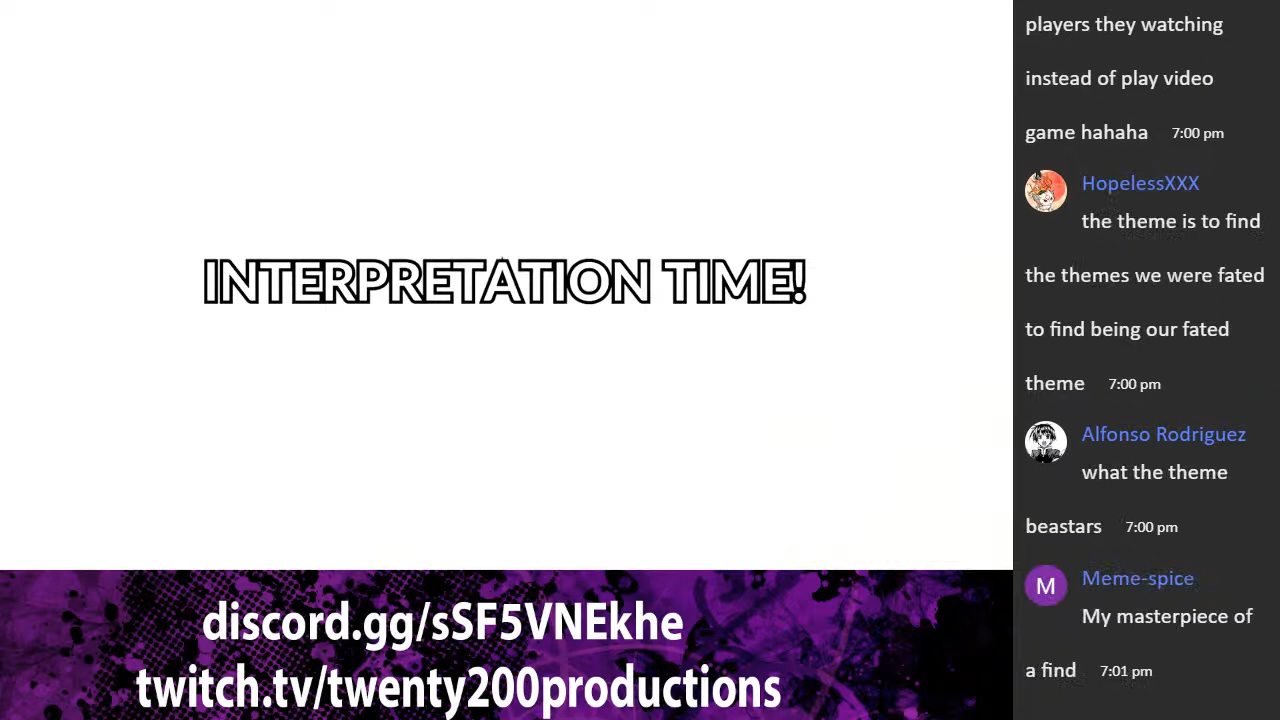 INTERPRETATION TIME!
discord.gg/sSF5VNEkhe
twitch.tv/twenty200productions
players they watching
instead of play video
game hahaha 7:00 pm
HopelessXXX
the theme is to find
the themes we were fated
to find being our fated
theme 7:00 pm
Alfonso Rodriguez
what the theme
beastars 7:00 pm
M
Meme-spice
My masterpiece of
a find 7:01 pm